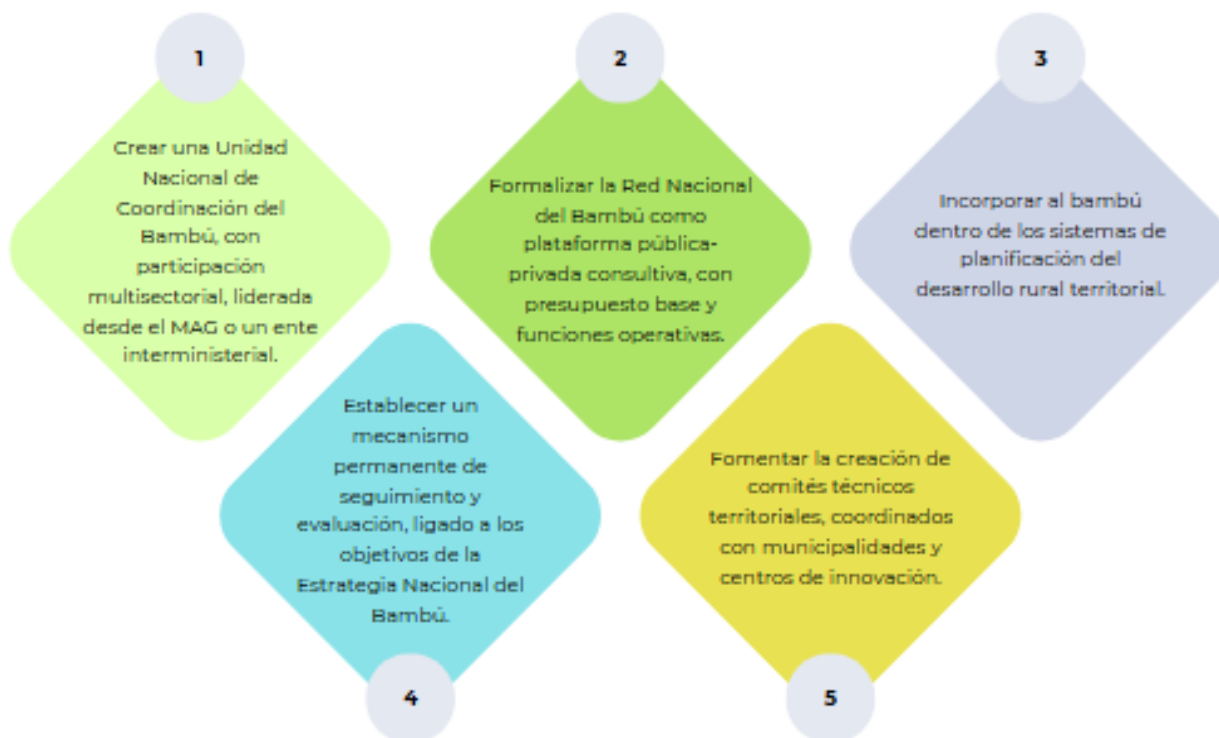 1
Crear una Unidad
Nacional de
Coordinación del
Bambú, con
participación
multisectorial, liderada
desde el MAG o un ente
interministerial.
2
Formalizar la Red Nacional
del Bambú como
plataforma pública-
privada consultiva, con
presupuesto base y
funciones operativas.
3
Incorporar al bambú
dentro de los sistemas de
planificación del
desarrollo rural territorial.
Establecer un
mecanismo
permanente de
seguimiento y
evaluación, ligado a los
objetivos de la
Estrategia Nacional del
Bambú.
4
Fomentar la creación de
comités técnicos
territoriales, coordinados
con municipalidades y
centros de innovación.
5